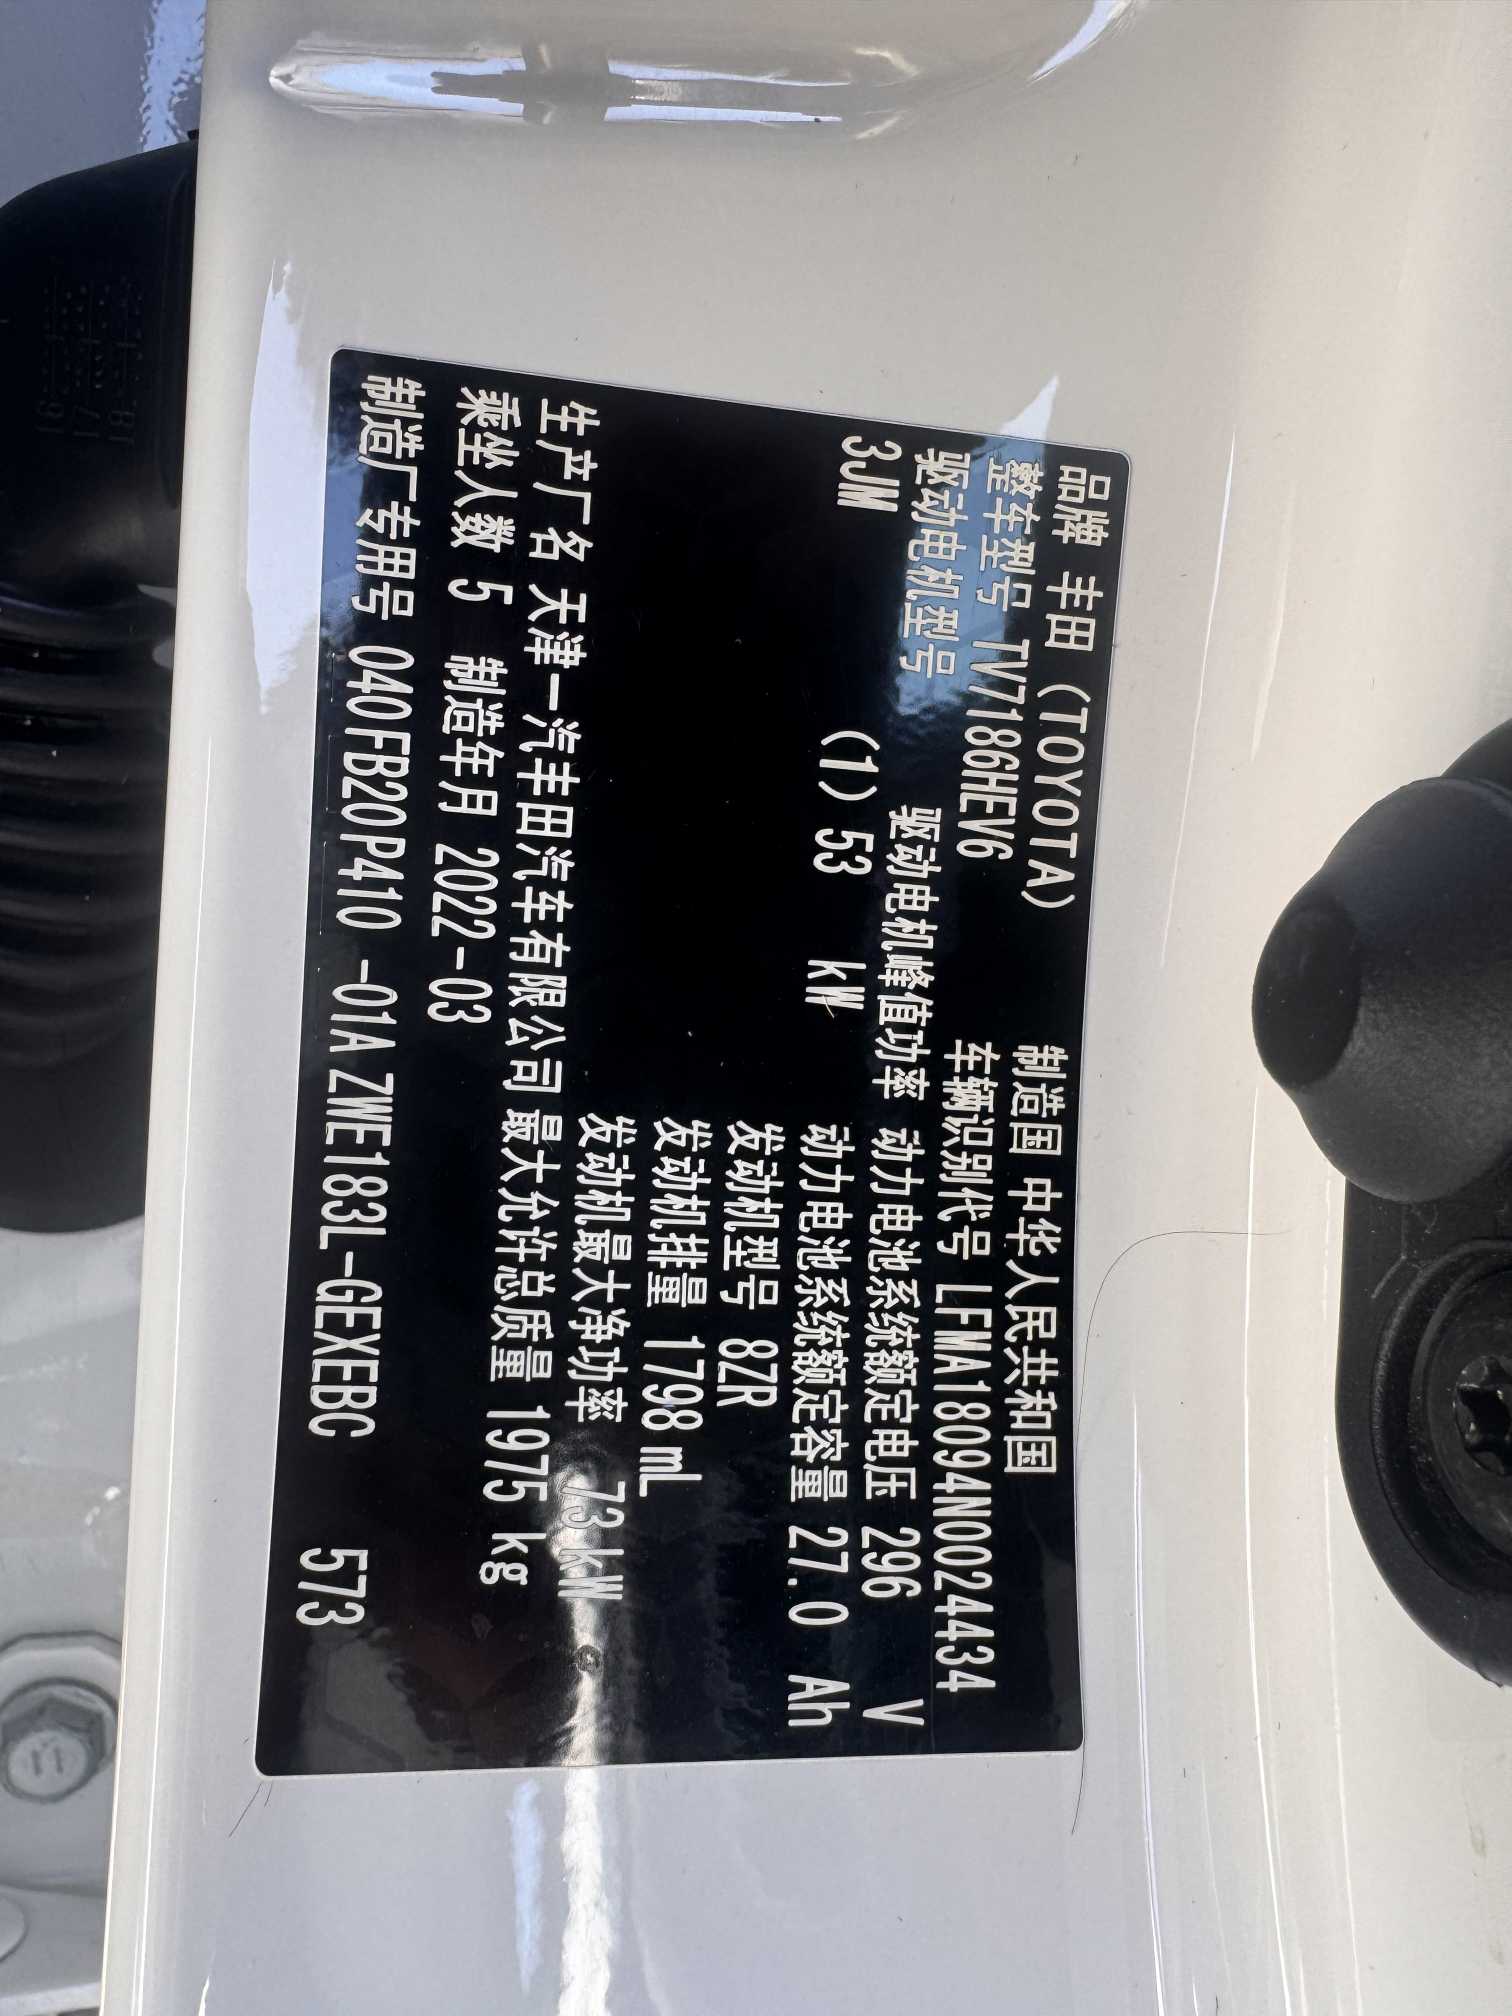 品牌 丰田（TOYOTA） 制造国 中华人民共和国
整车型号 TV7186HEV6 车辆识别代号 LFMA18094N0024434
驱动电机型号 驱动电机峰值功率 动力电池系统额定电压 296 V
3JM (1) 53 kW 动力电池系统额定容量 27.0 Ah
发动机型号 8ZR
发动机排量 1798 mL
发动机最大净功率 73 kW
生产厂名 天津一汽丰田汽车有限公司 最大允许总质量 1975 kg
乘坐人数 5 制造年月 2022-03
制造厂专用号 040FB20P410 -01A ZWE183L-GEXEBC 573
16
17
18
11